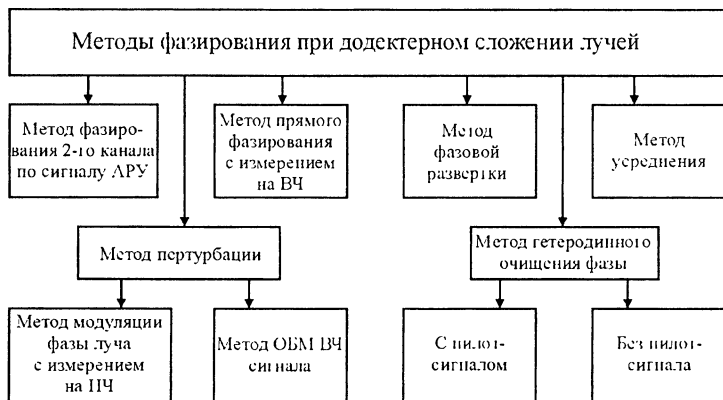 Методы фазирования при додектерном сложении лучей
Метод фазиро-
вания 2-го канала
по сигналу АРУ
Метод прямого
фазирования
с измерением
на ВЧ
Метод
фазовой
развертки
Метод
усреднения
Метод пертурбации
Метод гетеродинного
очищения фазы
Метод модуляции
фазы луча
с измерением
на НЧ
Метод ОБМ ВЧ
сигнала
С пилот-
сигналом
Без пилот-
сигнала